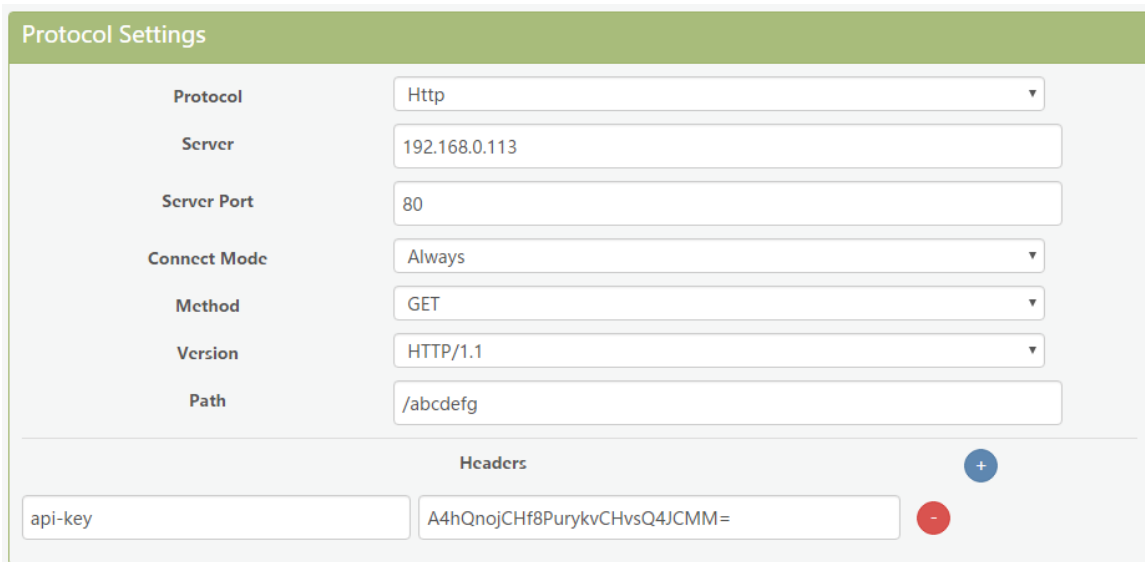 Protocol Settings
Protocol Http
Server 192.168.0.113
Server Port 80
Connect Mode Always
Method GET
Version HTTP/1.1
Path /abcdefg
Headers +
api-key A4hQnojCHf8PurykvCHvsQ4JCMM= -